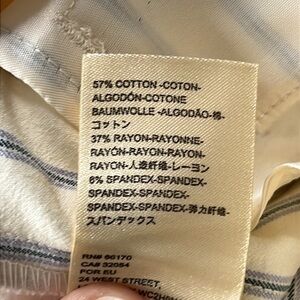 57% COTTON -COTON-
ALGODÓN-COTONE
BAUMWOLLE -ALGODÃO-棉-
コットン
37% RAYON-RAYONNE-
RAYÓN-RAYON-RAYON-
RAYON-人造纤维-レーヨン
6% SPANDEX-SPANDEX-
SPANDEX-SPANDEX-
SPANDEX-SPANDEX-弹力纤维-
スパンデックス
RN# 66170
CA# 32054
FOR EU
24 WEST STREET,